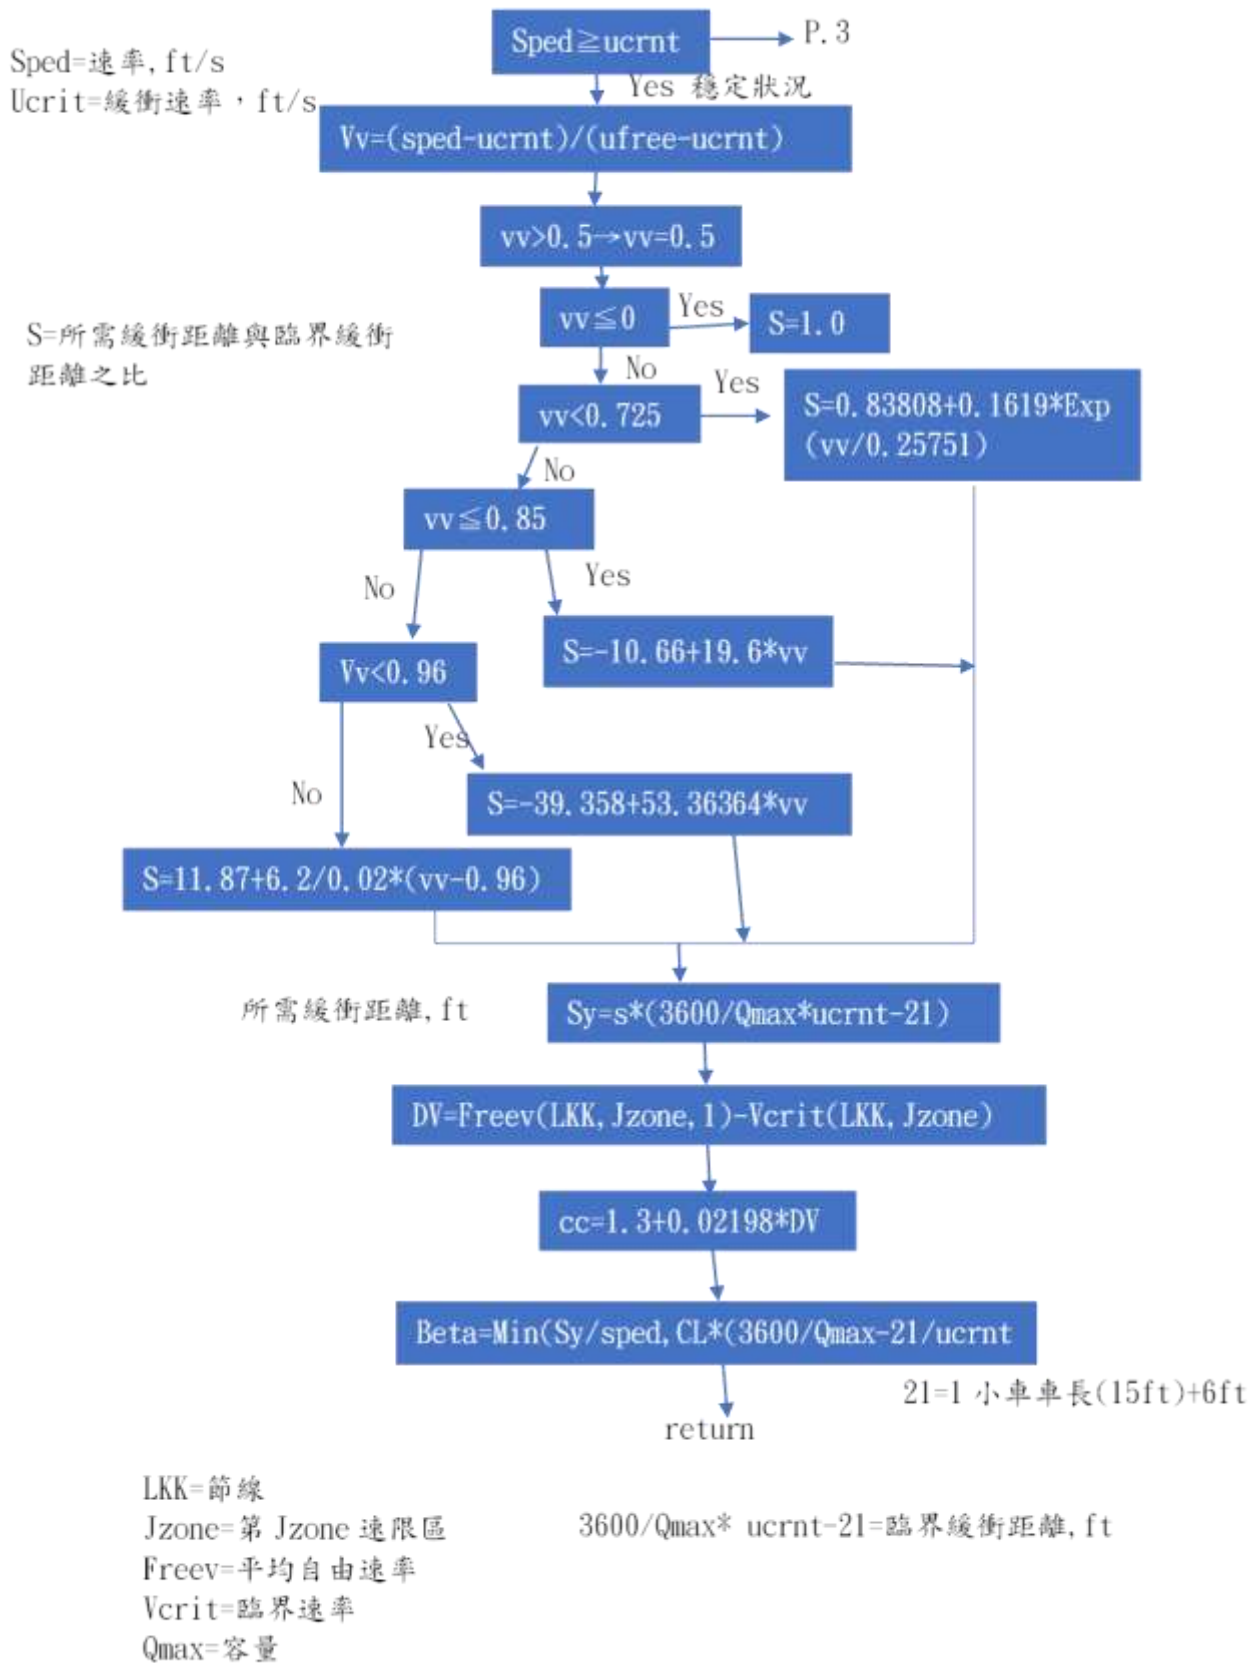 Sped≧ucrnt
P.3
Sped=速率,ft/s
Ucrit=緩衝速率，ft/s
Yes 穩定狀況
Vv=(sped-ucrnt)/(ufree-ucrnt)
vv>0.5→vv=0.5
vv≦0
Yes
S=1.0
S=所需緩衝距離與臨界緩衝
距離之比
No
vv<0.725
Yes
S=0.83808+0.1619*Exp
(vv/0.25751)
No
vv≦0.85
No
Yes
S=-10.66+19.6*vv
Vv<0.96
Yes
No
S=-39.358+53.36364*vv
S=11.87+6.2/0.02*(vv-0.96)
所需緩衝距離,ft
Sy=s*(3600/Qmax*ucrnt-21)
DV=Freev(LKK,Jzone,1)-Vcrit(LKK,Jzone)
cc=1.3+0.02198*DV
Beta=Min(Sy/sped,CL*(3600/Qmax-21/ucrnt
21=1 小車車長(15ft)+6ft
return
LKK=節線
Jzone=第 Jzone 速限區
3600/Qmax* ucrnt-21=臨界緩衝距離,ft
Freev=平均自由速率
Vcrit=臨界速率
Qmax=容量